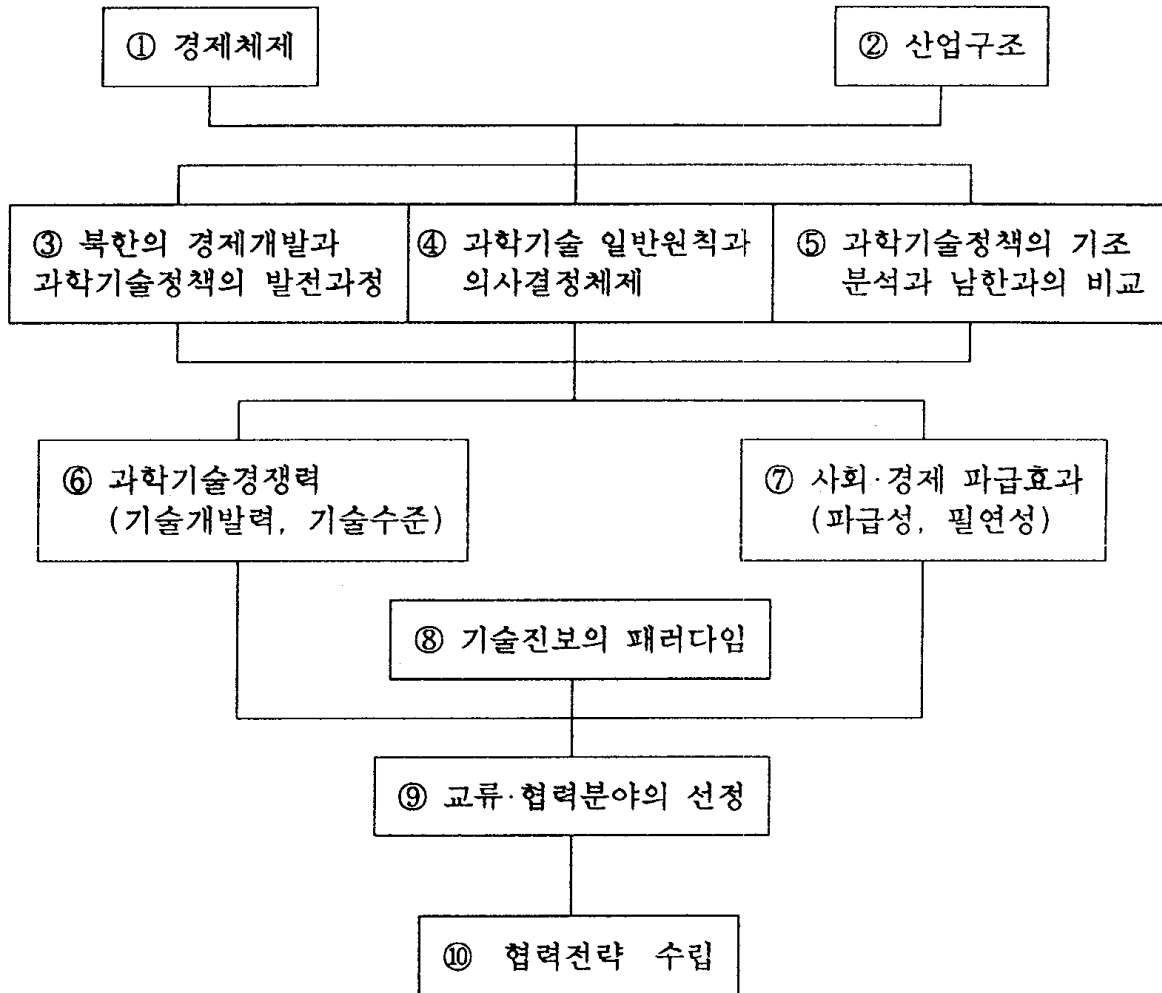 ① 경제체제
② 산업구조
③ 북한의 경제개발과
과학기술정책의 발전과정
④ 과학기술 일반원칙과
의사결정체제
⑤ 과학기술정책의 기조
분석과 남한과의 비교
⑥ 과학기술경쟁력
(기술개발력, 기술수준)
⑦ 사회·경제 파급효과
(파급성, 필연성)
⑧ 기술진보의 패러다임
⑨ 교류·협력분야의 선정
⑩ 협력전략 수립